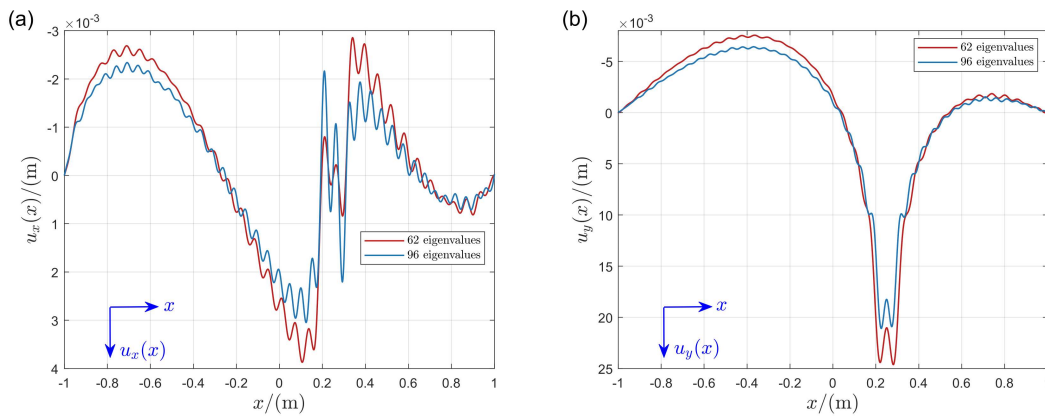 (a)
×10⁻³
-3
-2
-1
0
1
2
3
4
u_x(x)/(m)
62 eigenvalues
96 eigenvalues
x
u_x(x)
-1 -0.8 -0.6 -0.4 -0.2 0 0.2 0.4 0.6 0.8 1
x/(m)
(b)
×10⁻³
-5
0
5
10
15
20
25
u_y(x)/(m)
62 eigenvalues
96 eigenvalues
x
u_y(x)
-1 -0.8 -0.6 -0.4 -0.2 0 0.2 0.4 0.6 0.8 1
x/(m)